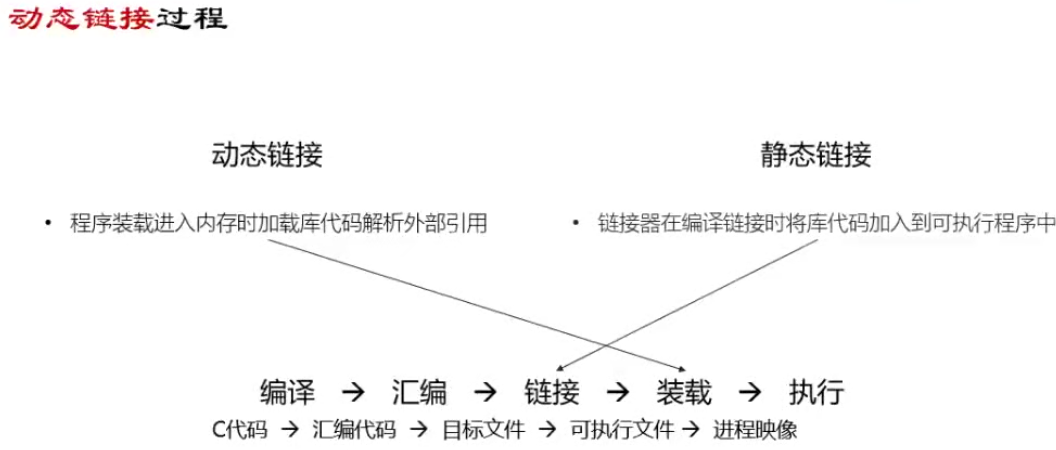 动态链接过程
动态链接
静态链接
• 程序装载进入内存时加载库代码解析外部引用
• 链接器在编译链接时将库代码加入到可执行程序中
编译 → 汇编 → 链接 → 装载 → 执行
C代码 → 汇编代码 → 目标文件 → 可执行文件 → 进程映像